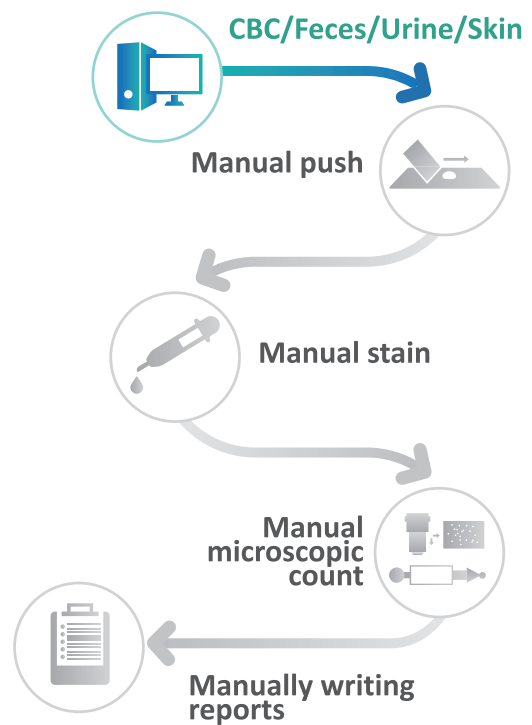 CBC/Feces/Urine/Skin
Manual push
Manual stain
Manual
microscopic
count
Manually writing
reports